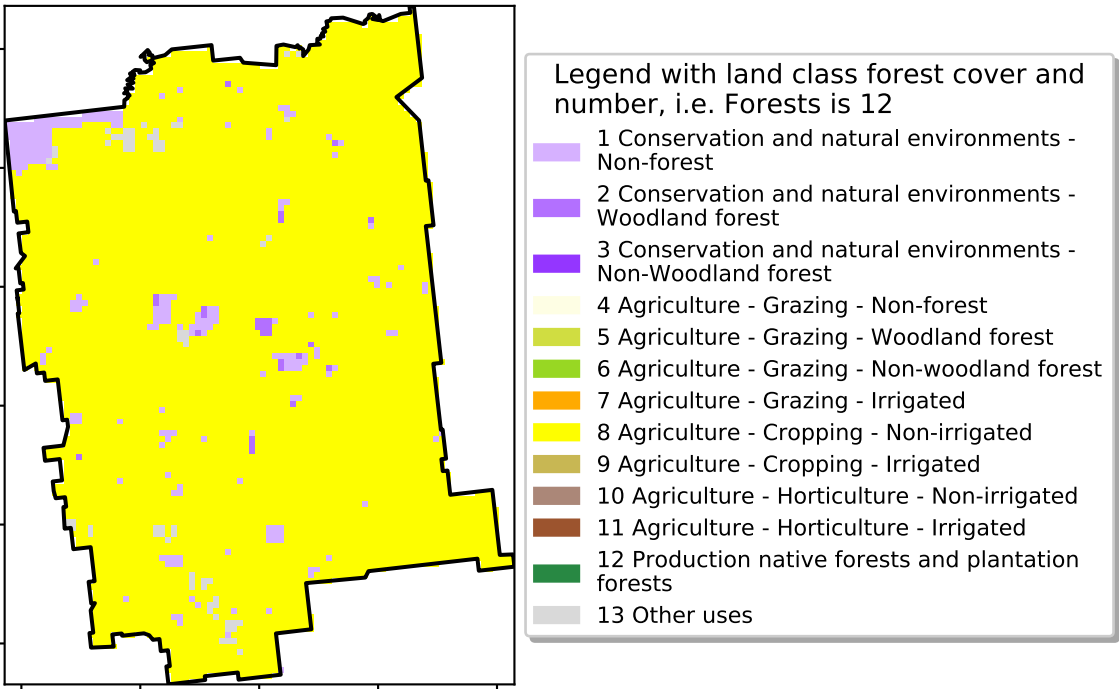 Legend with land class forest cover and
number, i.e. Forests is 12
1 Conservation and natural environments -
Non-forest
2 Conservation and natural environments -
Woodland forest
3 Conservation and natural environments -
Non-Woodland forest
4 Agriculture - Grazing - Non-forest
5 Agriculture - Grazing - Woodland forest
6 Agriculture - Grazing - Non-woodland forest
7 Agriculture - Grazing - Irrigated
8 Agriculture - Cropping - Non-irrigated
9 Agriculture - Cropping - Irrigated
10 Agriculture - Horticulture - Non-irrigated
11 Agriculture - Horticulture - Irrigated
12 Production native forests and plantation
forests
13 Other uses